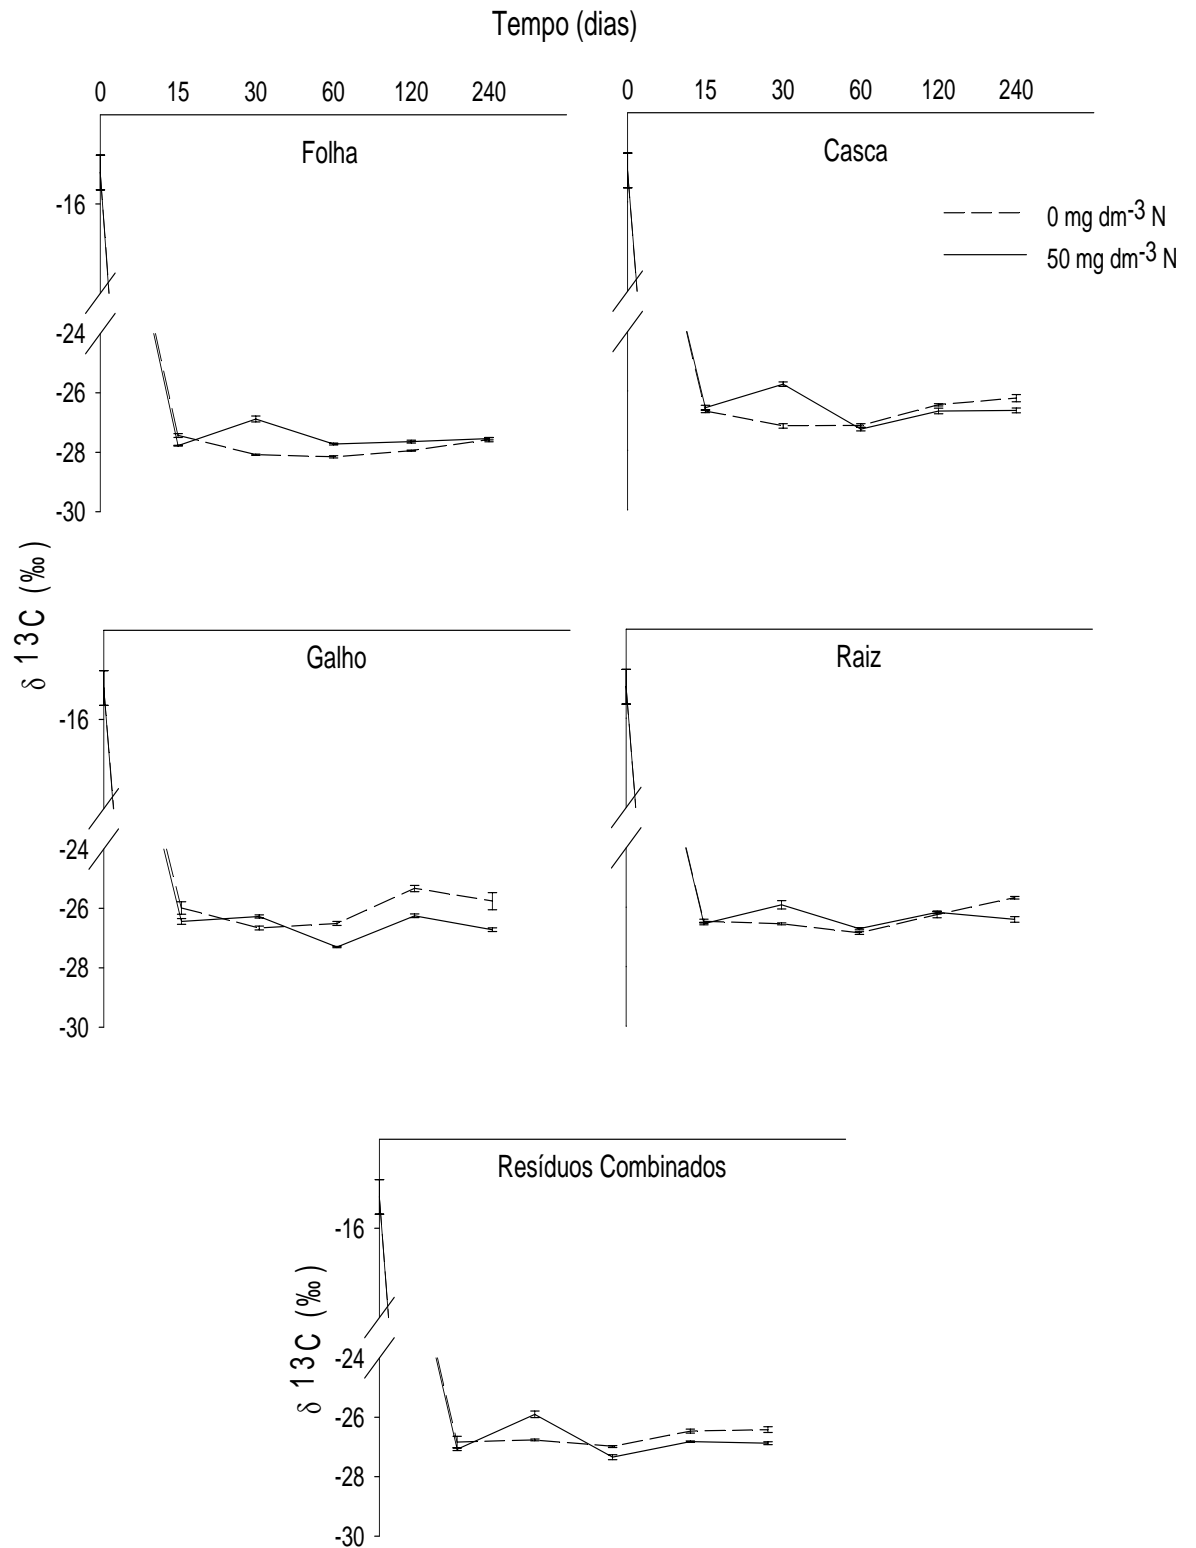 Tempo (dias)
0 15 30 60 120 240
0 15 30 60 120 240
Folha
Casca
-16
0 mg dm-3 N
50 mg dm-3 N
-24
-26
-28
-30
δ 13C (‰)
Galho
Raiz
-16
-24
-26
-28
-30
Resíduos Combinados
-16
δ 13C (‰)
-24
-26
-28
-30